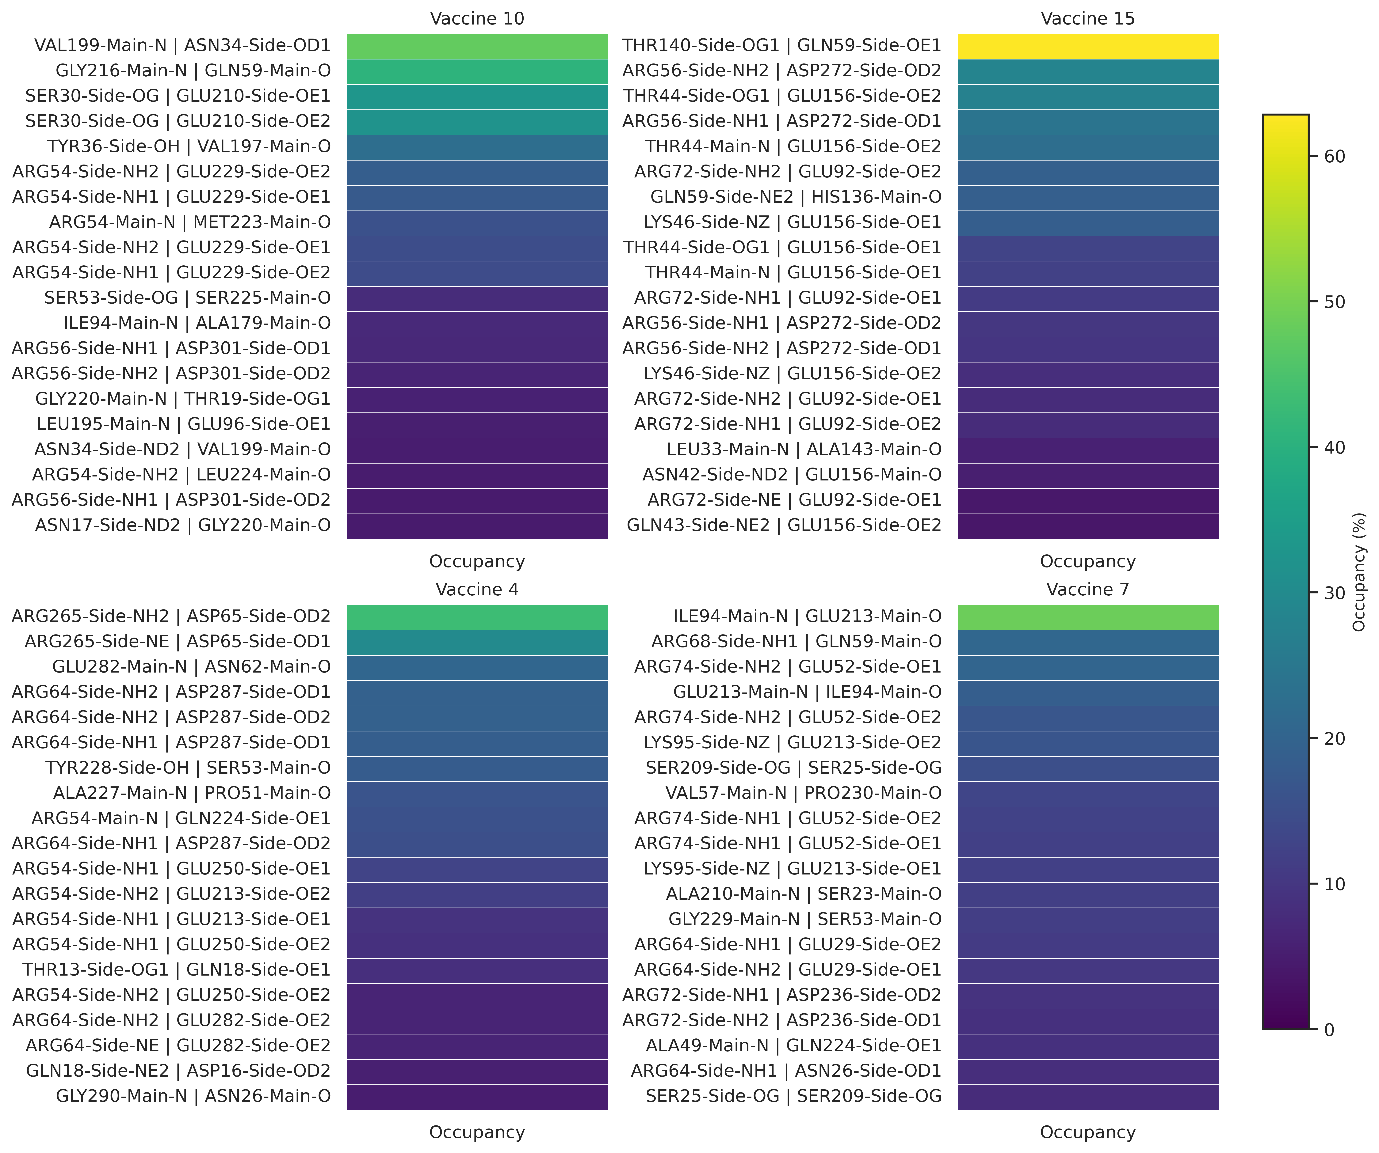 Vaccine 10
VAL199-Main-N | ASN34-Side-OD1
GLY216-Main-N | GLN59-Main-O
SER30-Side-OG | GLU210-Side-OE1
SER30-Side-OG | GLU210-Side-OE2
TYR36-Side-OH | VAL197-Main-O
ARG54-Side-NH2 | GLU229-Side-OE2
ARG54-Side-NH1 | GLU229-Side-OE1
ARG54-Main-N | MET223-Main-O
ARG54-Side-NH2 | GLU229-Side-OE1
ARG54-Side-NH1 | GLU229-Side-OE2
SER53-Side-OG | SER225-Main-O
ILE94-Main-N | ALA179-Main-O
ARG56-Side-NH1 | ASP301-Side-OD1
ARG56-Side-NH2 | ASP301-Side-OD2
GLY220-Main-N | THR19-Side-OG1
LEU195-Main-N | GLU96-Side-OE1
ASN34-Side-ND2 | VAL199-Main-O
ARG54-Side-NH2 | LEU224-Main-O
ARG56-Side-NH1 | ASP301-Side-OD2
ASN17-Side-ND2 | GLY220-Main-O
Occupancy
Vaccine 15
THR140-Side-OG1 | GLN59-Side-OE1
ARG56-Side-NH2 | ASP272-Side-OD2
THR44-Side-OG1 | GLU156-Side-OE2
ARG56-Side-NH1 | ASP272-Side-OD1
THR44-Main-N | GLU156-Side-OE2
ARG72-Side-NH2 | GLU92-Side-OE2
GLN59-Side-NE2 | HIS136-Main-O
LYS46-Side-NZ | GLU156-Side-OE1
THR44-Side-OG1 | GLU156-Side-OE1
THR44-Main-N | GLU156-Side-OE1
ARG72-Side-NH1 | GLU92-Side-OE1
ARG56-Side-NH1 | ASP272-Side-OD2
ARG56-Side-NH2 | ASP272-Side-OD1
LYS46-Side-NZ | GLU156-Side-OE2
ARG72-Side-NH2 | GLU92-Side-OE1
ARG72-Side-NH1 | GLU92-Side-OE2
LEU33-Main-N | ALA143-Main-O
ASN42-Side-ND2 | GLU156-Main-O
ARG72-Side-NE | GLU92-Side-OE1
GLN43-Side-NE2 | GLU156-Side-OE2
Occupancy
Vaccine 4
ARG265-Side-NH2 | ASP65-Side-OD2
ARG265-Side-NE | ASP65-Side-OD1
GLU282-Main-N | ASN62-Main-O
ARG64-Side-NH2 | ASP287-Side-OD1
ARG64-Side-NH2 | ASP287-Side-OD2
ARG64-Side-NH1 | ASP287-Side-OD1
TYR228-Side-OH | SER53-Main-O
ALA227-Main-N | PRO51-Main-O
ARG54-Main-N | GLN224-Side-OE1
ARG64-Side-NH1 | ASP287-Side-OD2
ARG54-Side-NH1 | GLU250-Side-OE1
ARG54-Side-NH2 | GLU213-Side-OE2
ARG54-Side-NH1 | GLU213-Side-OE1
ARG54-Side-NH1 | GLU250-Side-OE2
THR13-Side-OG1 | GLN18-Side-OE1
ARG54-Side-NH2 | GLU250-Side-OE2
ARG64-Side-NH2 | GLU282-Side-OE2
ARG64-Side-NE | GLU282-Side-OE2
GLN18-Side-NE2 | ASP16-Side-OD2
GLY290-Main-N | ASN26-Main-O
Occupancy
Vaccine 7
ILE94-Main-N | GLU213-Main-O
ARG68-Side-NH1 | GLN59-Main-O
ARG74-Side-NH2 | GLU52-Side-OE1
GLU213-Main-N | ILE94-Main-O
ARG74-Side-NH2 | GLU52-Side-OE2
LYS95-Side-NZ | GLU213-Side-OE2
SER209-Side-OG | SER25-Side-OG
VAL57-Main-N | PRO230-Main-O
ARG74-Side-NH1 | GLU52-Side-OE2
ARG74-Side-NH1 | GLU52-Side-OE1
LYS95-Side-NZ | GLU213-Side-OE1
ALA210-Main-N | SER23-Main-O
GLY229-Main-N | SER53-Main-O
ARG64-Side-NH1 | GLU29-Side-OE2
ARG64-Side-NH2 | GLU29-Side-OE1
ARG72-Side-NH1 | ASP236-Side-OD2
ARG72-Side-NH2 | ASP236-Side-OD1
ALA49-Main-N | GLN224-Side-OE1
ARG64-Side-NH1 | ASN26-Side-OD1
SER25-Side-OG | SER209-Side-OG
Occupancy
60
50
40
30
20
10
0
Occupancy (%)